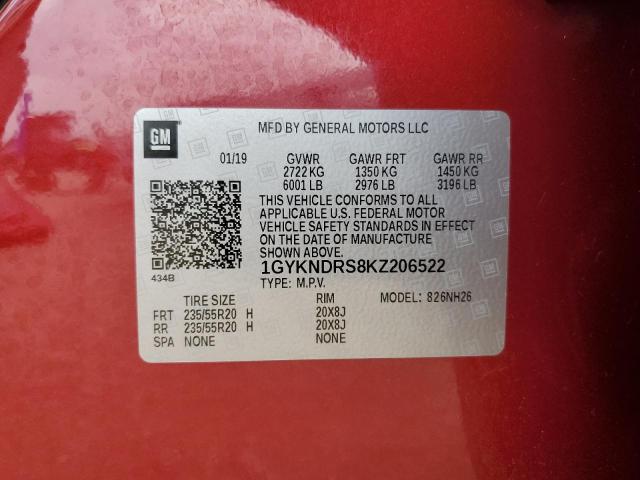 GM
MFD BY GENERAL MOTORS LLC
01/19 GVWR GAWR FRT GAWR RR
2722 KG 1350 KG 1450 KG
6001 LB 2976 LB 3196 LB
THIS VEHICLE CONFORMS TO ALL
APPLICABLE U.S. FEDERAL MOTOR
VEHICLE SAFETY STANDARDS IN EFFECT
ON THE DATE OF MANUFACTURE
SHOWN ABOVE.
434B
1GYKNDRS8KZ206522
TYPE: M.P.V.
TIRE SIZE RIM MODEL: 826NH26
FRT 235/55R20 H 20X8J
RR 235/55R20 H 20X8J
SPA NONE NONE